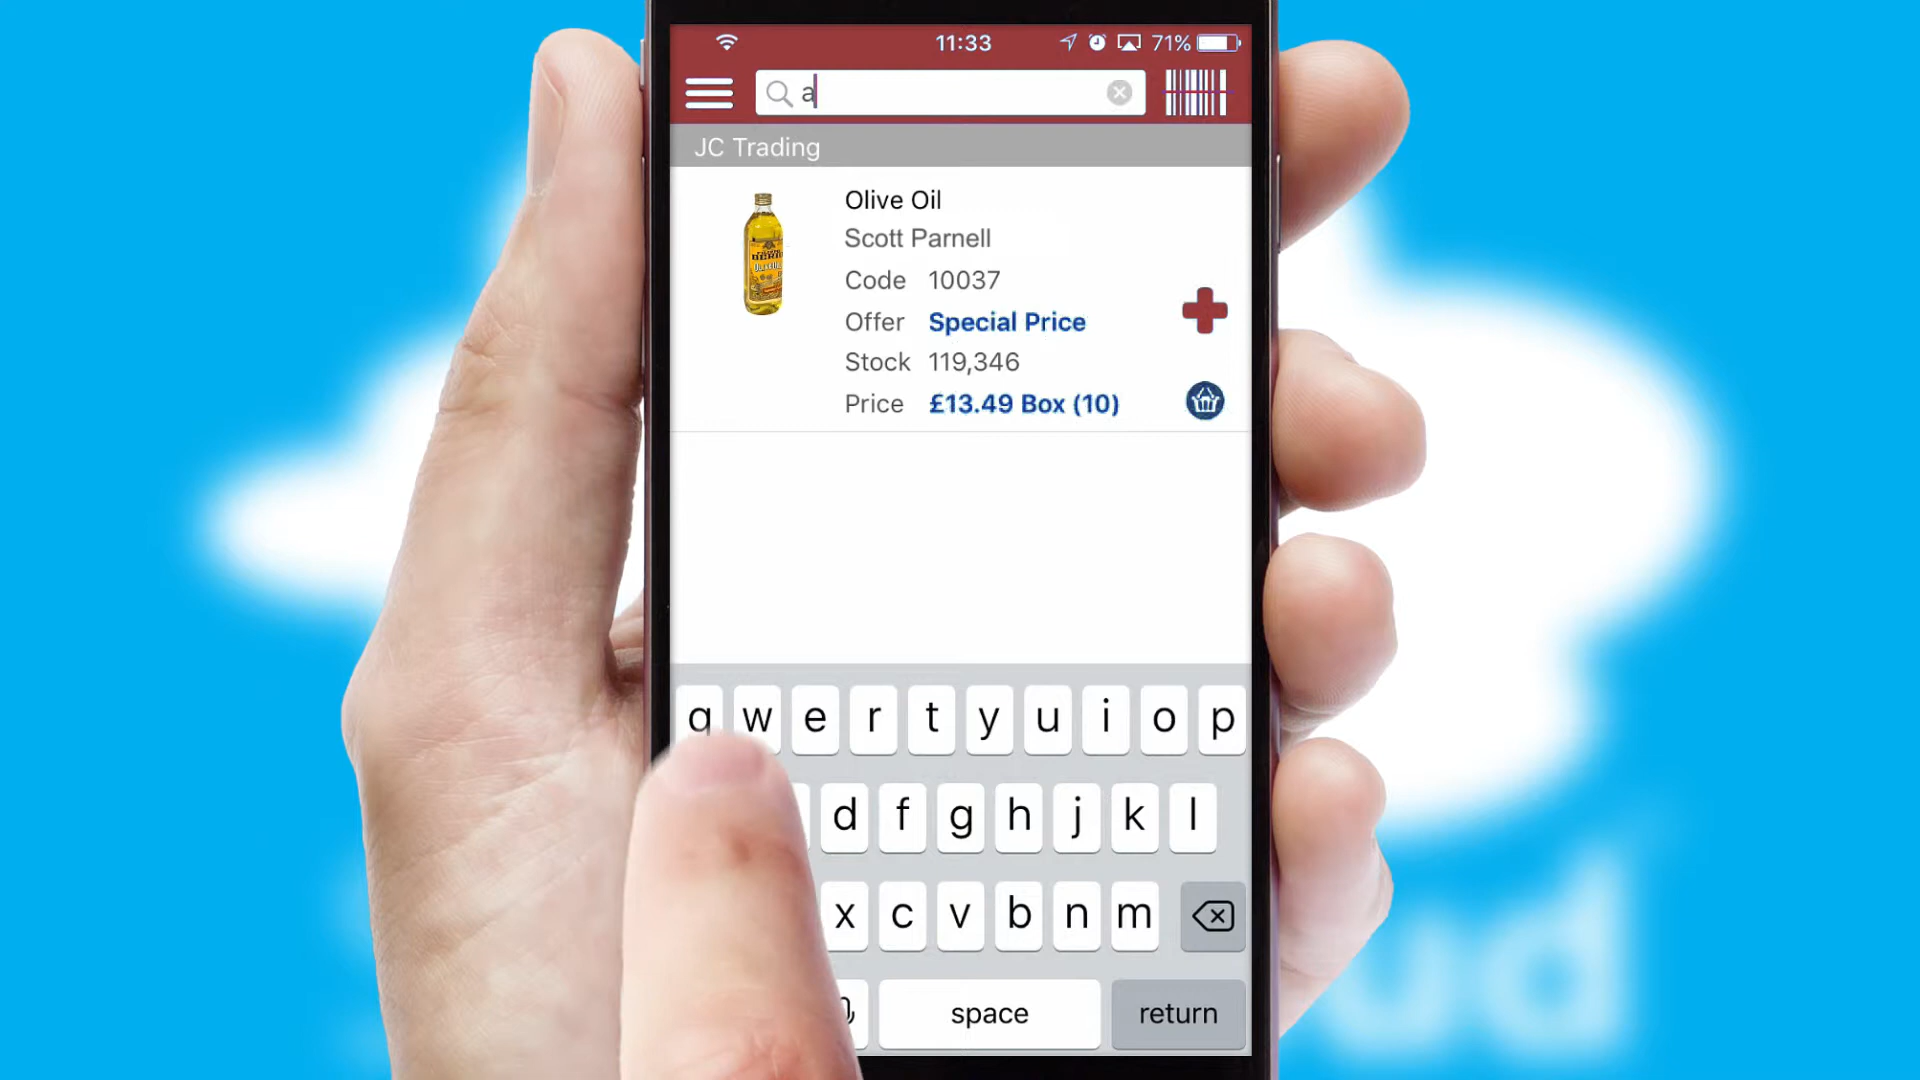 11:33 71%
a
JC Trading
Olive Oil
Scott Parnell
Code 10037
Offer Special Price
Stock 119,346
Price £13.49 Box (10)
q w e r t y u i o p
d f g h j k l
x c v b n m
space return
ud